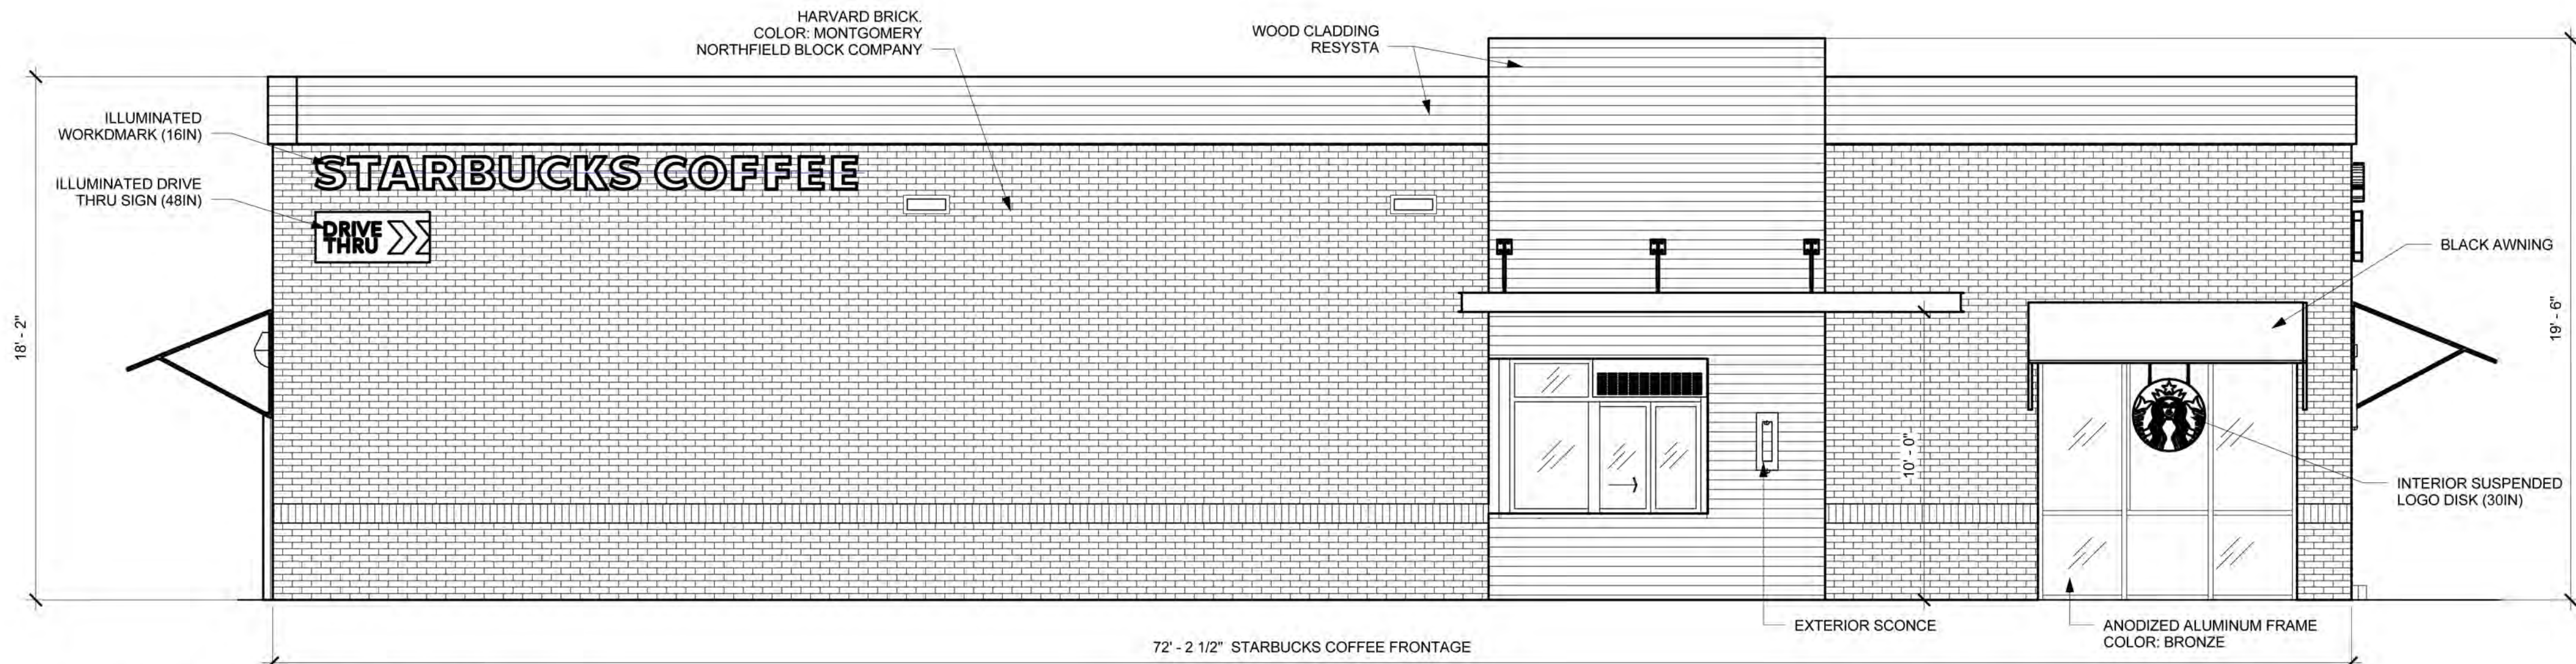 HARVARD BRICK.
COLOR: MONTGOMERY
NORTHFIELD BLOCK COMPANY
WOOD CLADDING
RESYSTA
ILLUMINATED
WORKDMARK (16IN)
STARBUCKS COFFEE
ILLUMINATED DRIVE
THRU SIGN (48IN)
DRIVE
THRU
BLACK AWNING
18' - 2"
19' - 6"
10' - 0"
INTERIOR SUSPENDED
LOGO DISK (30IN)
EXTERIOR SCONCE
ANODIZED ALUMINUM FRAME
COLOR: BRONZE
72' - 2 1/2" STARBUCKS COFFEE FRONTAGE